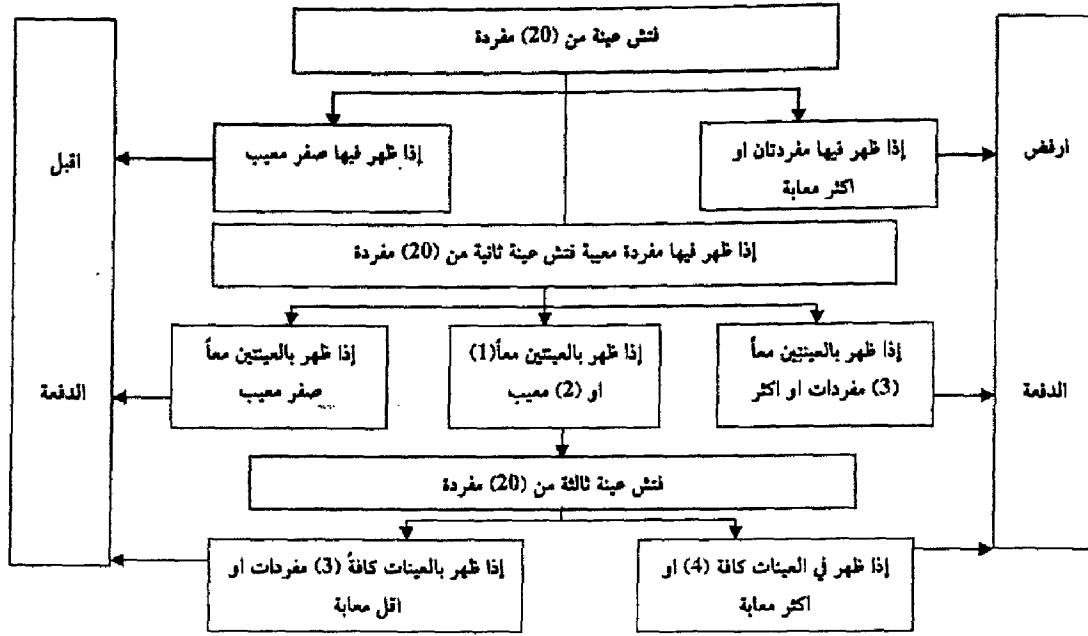 فتش عينة من (20) مفردة
ارفض
إذا ظهر فيها مفردتان او
اكثر معابة
إذا ظهر فيها صفر معيب
اقبل
إذا ظهر فيها مفردة معيبة فتش عينة ثانية من (20) مفردة
الدفعة
إذا ظهر بالعينتين معاً
(3) مفردات او اكثر
إذا ظهر بالعينتين معاً(1)
او (2) معيب
إذا ظهر بالعينتين معاً
صفر معيب
الدفعة
فتش عينة ثالثة من (20) مفردة
إذا ظهر في العينات كافة (4) او
اكثر معابة
إذا ظهر بالعينات كافةً (3) مفردات او
اقل معابة